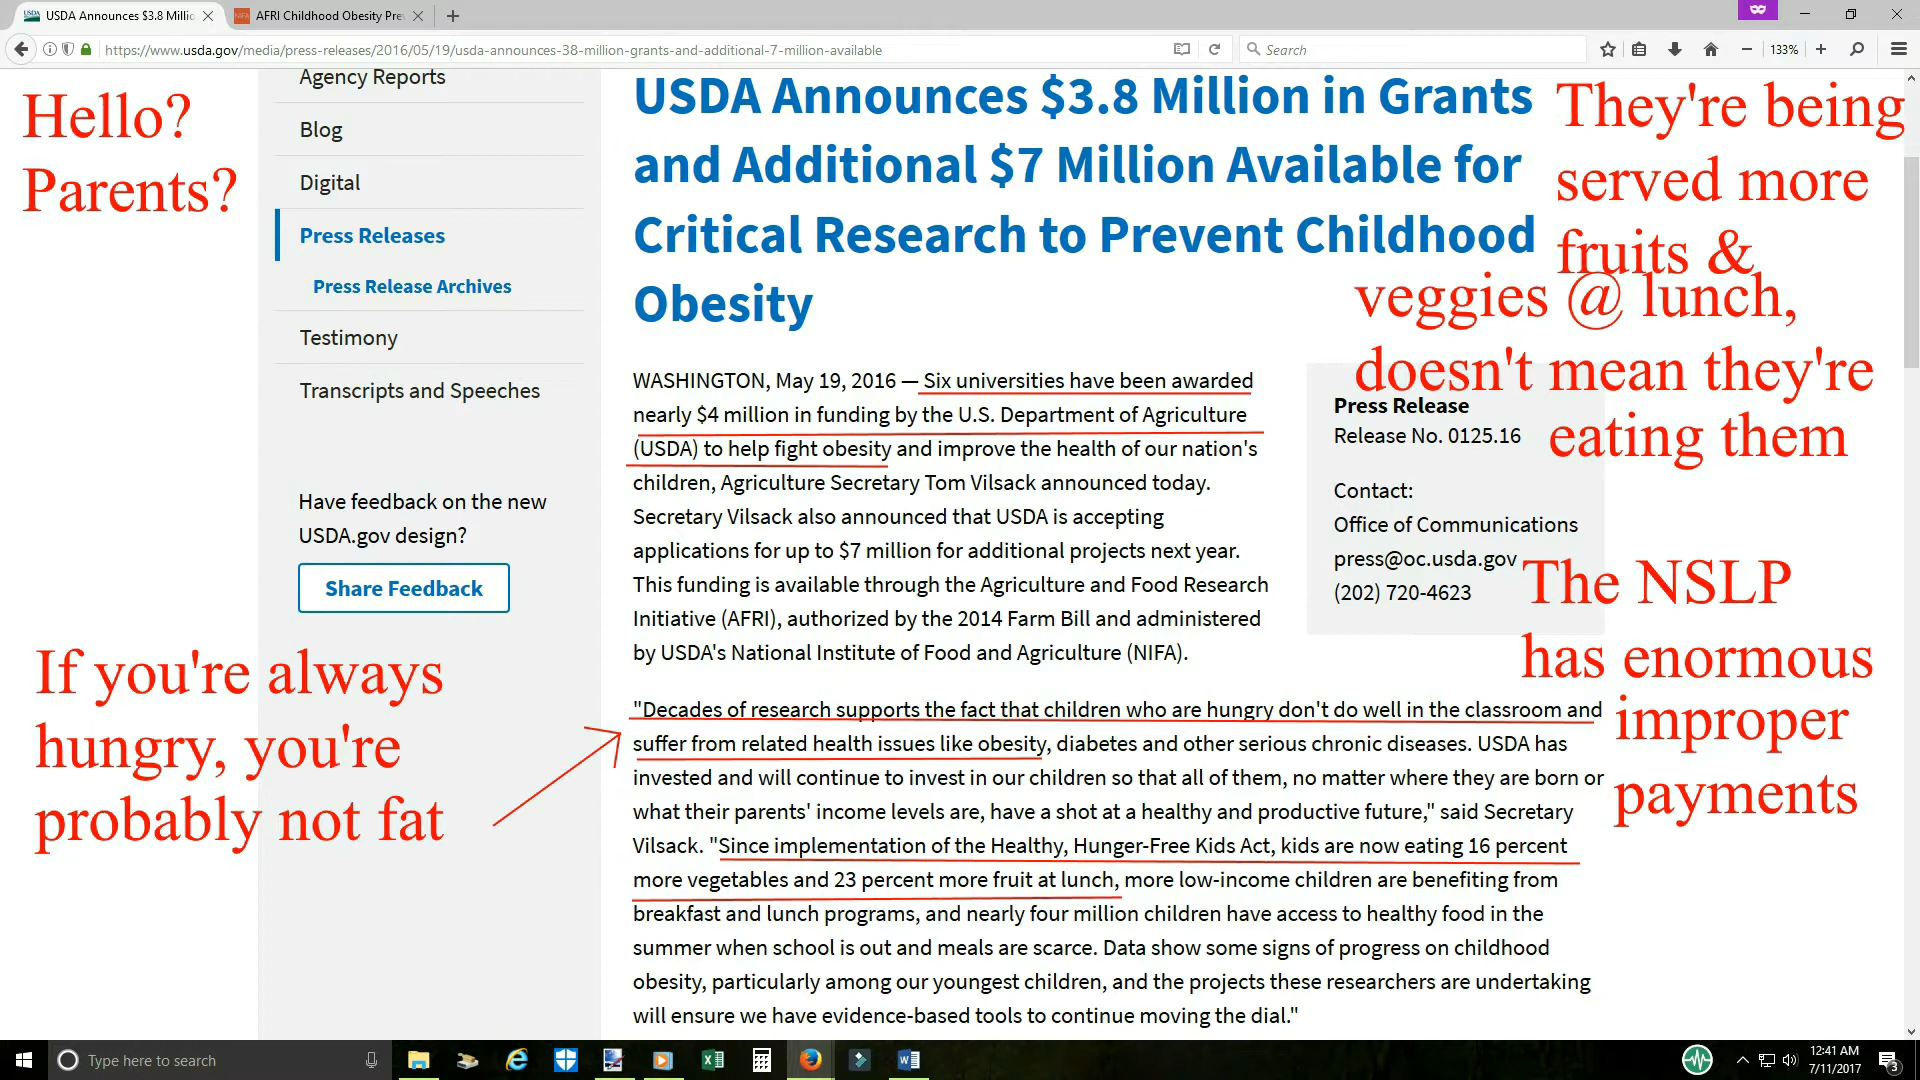 USDA Announces $3.8 Millic
AFRI Childhood Obesity Pre
https://www.usda.gov/media/press-releases/2016/05/19/usda-announces-38-million-grants-and-additional-7-million-available
Search
133%
Hello?
Parents?
Agency Reports
Blog
Digital
Press Releases
Press Release Archives
Testimony
Transcripts and Speeches
Have feedback on the new
USDA.gov design?
Share Feedback
If you're always
hungry, you're
probably not fat
USDA Announces $3.8 Million in Grants
and Additional $7 Million Available for
Critical Research to Prevent Childhood
Obesity
WASHINGTON, May 19, 2016 — Six universities have been awarded
nearly $4 million in funding by the U.S. Department of Agriculture
(USDA) to help fight obesity and improve the health of our nation's
children, Agriculture Secretary Tom Vilsack announced today.
Secretary Vilsack also announced that USDA is accepting
applications for up to $7 million for additional projects next year.
This funding is available through the Agriculture and Food Research
Initiative (AFRI), authorized by the 2014 Farm Bill and administered
by USDA's National Institute of Food and Agriculture (NIFA).
"Decades of research supports the fact that children who are hungry don't do well in the classroom and
suffer from related health issues like obesity, diabetes and other serious chronic diseases. USDA has
invested and will continue to invest in our children so that all of them, no matter where they are born or
what their parents' income levels are, have a shot at a healthy and productive future," said Secretary
Vilsack. "Since implementation of the Healthy, Hunger-Free Kids Act, kids are now eating 16 percent
more vegetables and 23 percent more fruit at lunch, more low-income children are benefiting from
breakfast and lunch programs, and nearly four million children have access to healthy food in the
summer when school is out and meals are scarce. Data show some signs of progress on childhood
obesity, particularly among our youngest children, and the projects these researchers are undertaking
will ensure we have evidence-based tools to continue moving the dial."
They're being
served more
fruits &
veggies @ lunch,
doesn't mean they're
eating them
Press Release
Release No. 0125.16
Contact:
Office of Communications
press@oc.usda.gov
(202) 720-4623
The NSLP
has enormous
improper
payments
Type here to search
12:41 AM
7/11/2017
3